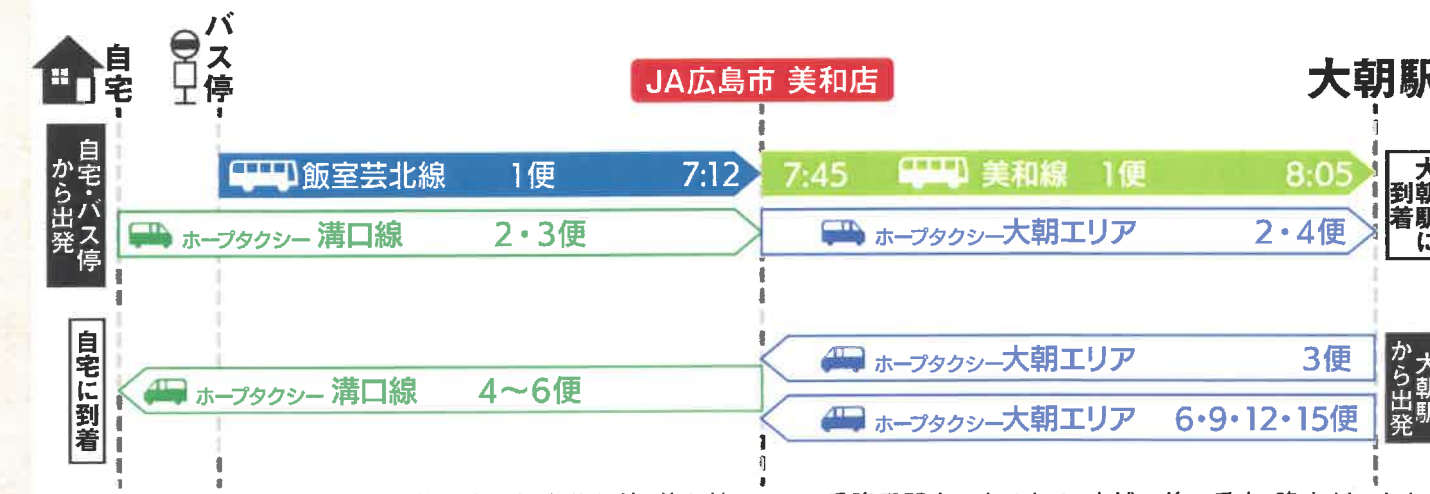 自宅
バス停
JA広島市 美和店
大朝駅
自宅・バス停
から出発
飯室芸北線 1便 7:12
7:45 美和線 1便 8:05
大朝駅に
到着
ホープタクシー 溝口線 2・3便
ホープタクシー大朝エリア 2・4便
自宅に到着
ホープタクシー大朝エリア 3便
ホープタクシー 溝口線 4〜6便
ホープタクシー大朝エリア 6・9・12・15便
大朝駅
から出発